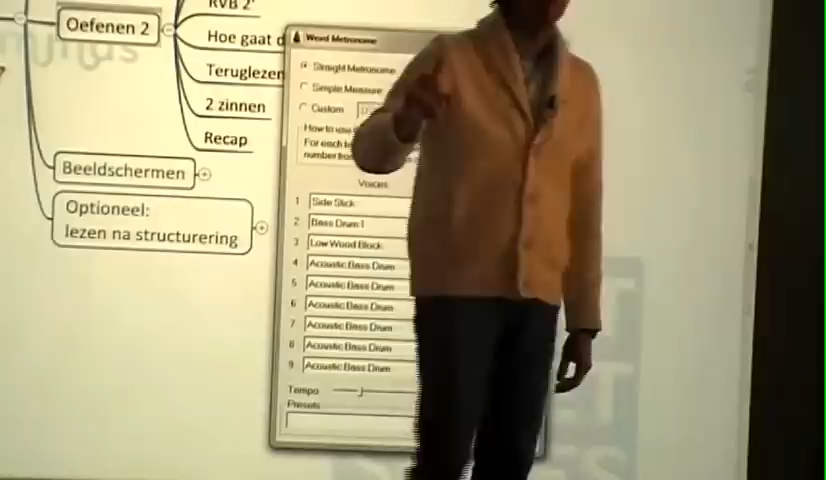 Oefenen 2
RVB 2'
Hoe gaat d
Teruglezen
2 zinnen
Recap
Beeldschermen
Optioneel:
lezen na structurering
Weird Metronome
Straight Metronome
Simple Measure
Custom
How to use
For each b
number from
Voices
1 Side Stick
2 Bass Drum 1
3 Low Wood Block
4 Acoustic Bass Drum
5 Acoustic Bass Drum
6 Acoustic Bass Drum
7 Acoustic Bass Drum
8 Acoustic Bass Drum
9 Acoustic Bass Drum
Tempo
Presets